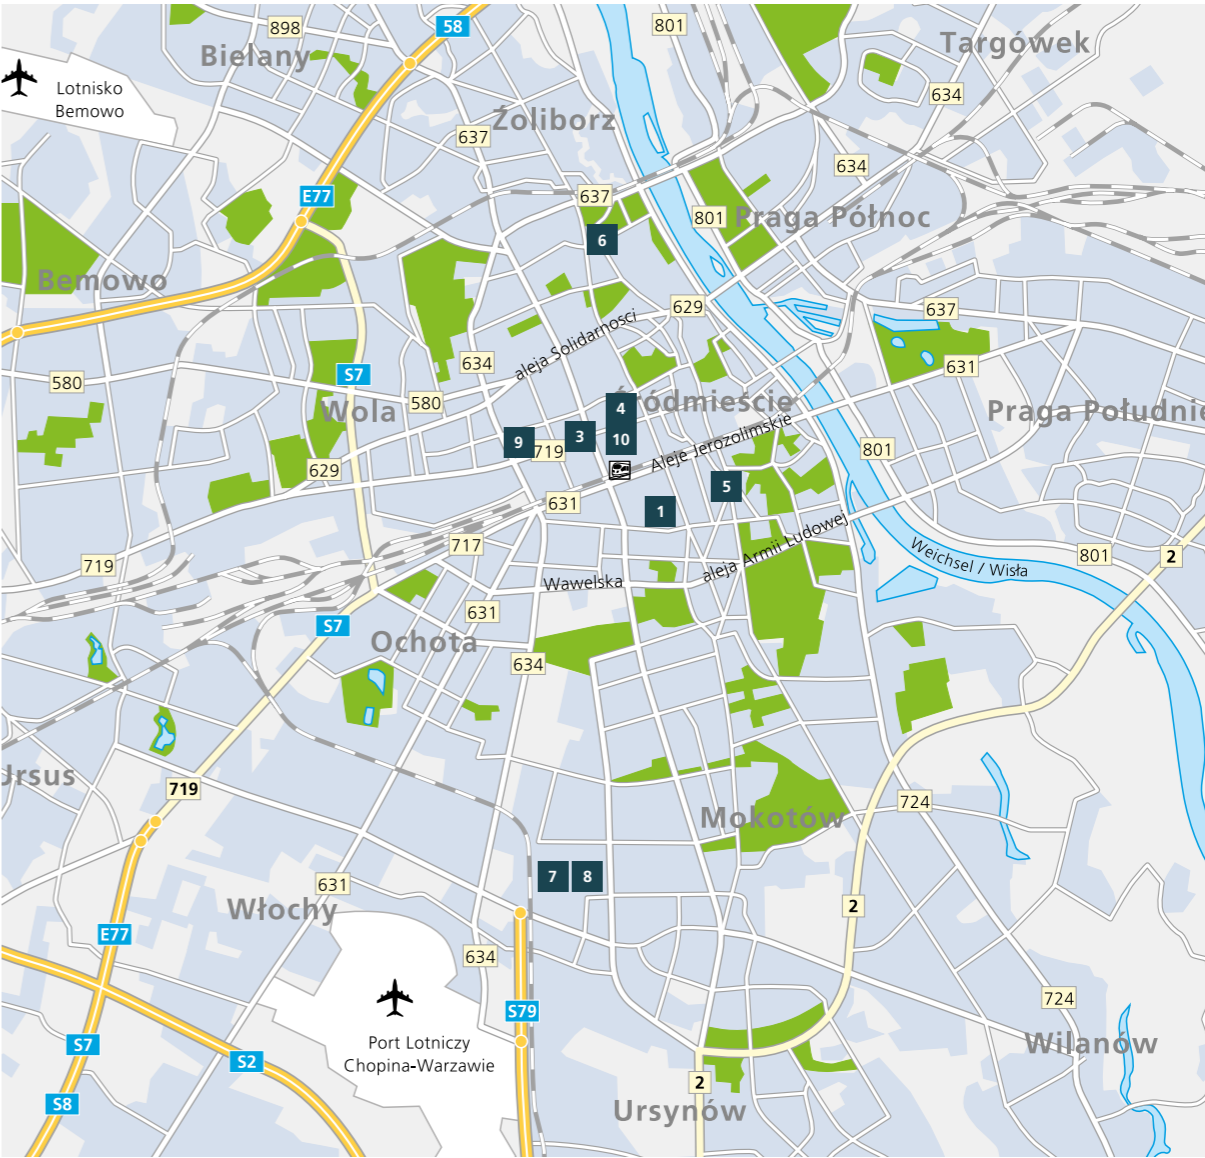 58
898
801
Bielany
Targówek
Lotnisko
Bemowo
634
Żoliborz
637
634
E77
637
801
Praga Północ
6
Bemowo
629
637
aleja Solidarnosci
634
631
S7
580
580
Wola
4
Śródmieście
Praga Południe
9
719
3
10
Aleje Jerozolimskie
801
629
5
631
1
717
aleja Armii Ludowej
Weichsel / Wisła
801
2
719
Wawelska
631
S7
Ochota
634
Ursus
719
724
Mokotów
7
8
631
Włochy
2
E77
634
724
S79
Port Lotniczy
Chopina-Warzawie
S7
S2
Wilanów
2
S8
Ursynów